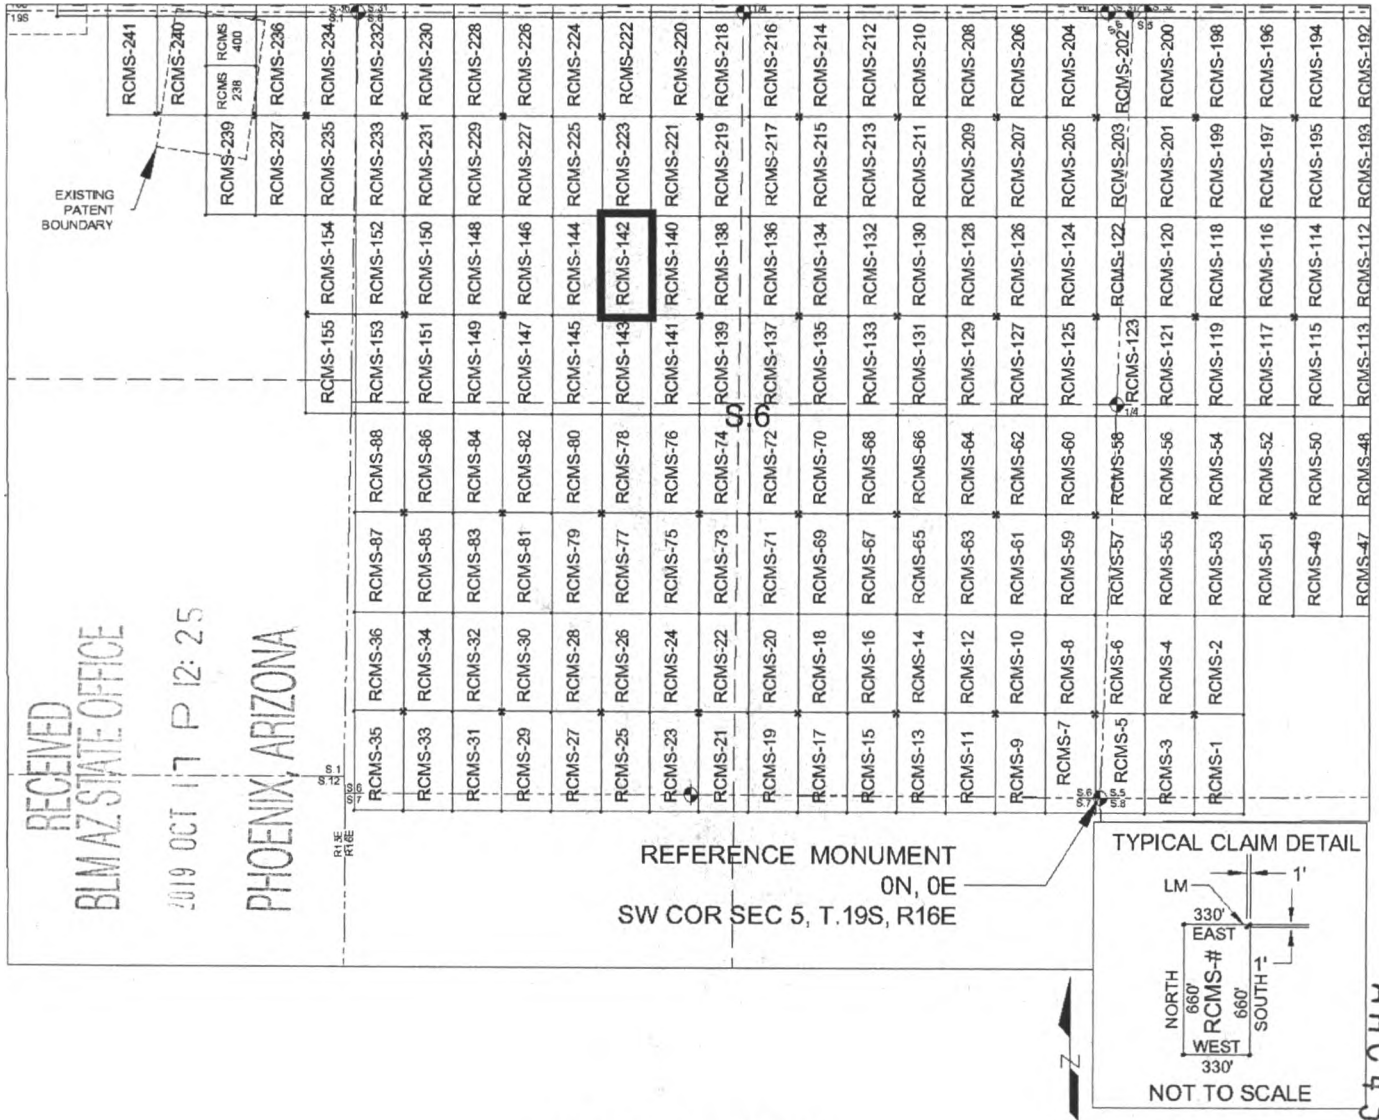 19S
S.36 S.31
S.1 S.6
1/4
S.6 S.5
RCMS-241 RCMS-240 RCMS 400 RCMS-236 RCMS-234 RCMS-232 RCMS-230 RCMS-228 RCMS-226 RCMS-224 RCMS-222 RCMS-220 RCMS-218 RCMS-216 RCMS-214 RCMS-212 RCMS-210 RCMS-208 RCMS-206 RCMS-204 RCMS-202 RCMS-200 RCMS-198 RCMS-196 RCMS-194 RCMS-192
RCMS 238
RCMS-239 RCMS-237 RCMS-235 RCMS-233 RCMS-231 RCMS-229 RCMS-227 RCMS-225 RCMS-223 RCMS-221 RCMS-219 RCMS-217 RCMS-215 RCMS-213 RCMS-211 RCMS-209 RCMS-207 RCMS-205 RCMS-203 RCMS-201 RCMS-199 RCMS-197 RCMS-195 RCMS-193
EXISTING
PATENT
BOUNDARY
RCMS-154 RCMS-152 RCMS-150 RCMS-148 RCMS-146 RCMS-144 RCMS-142 RCMS-140 RCMS-138 RCMS-136 RCMS-134 RCMS-132 RCMS-130 RCMS-128 RCMS-126 RCMS-124 RCMS-122 RCMS-120 RCMS-118 RCMS-116 RCMS-114 RCMS-112
RCMS-155 RCMS-153 RCMS-151 RCMS-149 RCMS-147 RCMS-145 RCMS-143 RCMS-141 RCMS-139 RCMS-137 RCMS-135 RCMS-133 RCMS-131 RCMS-129 RCMS-127 RCMS-125 RCMS-123 RCMS-121 RCMS-119 RCMS-117 RCMS-115 RCMS-113
S.6
1/4
RCMS-88 RCMS-86 RCMS-84 RCMS-82 RCMS-80 RCMS-78 RCMS-76 RCMS-74 RCMS-72 RCMS-70 RCMS-68 RCMS-66 RCMS-64 RCMS-62 RCMS-60 RCMS-58 RCMS-56 RCMS-54 RCMS-52 RCMS-50 RCMS-48
RCMS-87 RCMS-85 RCMS-83 RCMS-81 RCMS-79 RCMS-77 RCMS-75 RCMS-73 RCMS-71 RCMS-69 RCMS-67 RCMS-65 RCMS-63 RCMS-61 RCMS-59 RCMS-57 RCMS-55 RCMS-53 RCMS-51 RCMS-49 RCMS-47
RCMS-36 RCMS-34 RCMS-32 RCMS-30 RCMS-28 RCMS-26 RCMS-24 RCMS-22 RCMS-20 RCMS-18 RCMS-16 RCMS-14 RCMS-12 RCMS-10 RCMS-8 RCMS-6 RCMS-4 RCMS-2
RCMS-35 RCMS-33 RCMS-31 RCMS-29 RCMS-27 RCMS-25 RCMS-23 RCMS-21 RCMS-19 RCMS-17 RCMS-15 RCMS-13 RCMS-11 RCMS-9 RCMS-7 RCMS-5 RCMS-3 RCMS-1
RECEIVED
BLM AZ STATE OFFICE
2019 OCT 17 P 12:25
PHOENIX, ARIZONA
S.1
S.12
S.6
S.7
S.6 S.5
S.7 S.8
R16E
REFERENCE MONUMENT
0N, 0E
SW COR SEC 5, T.19S, R16E
TYPICAL CLAIM DETAIL
1'
LM
330'
EAST
NORTH
660'
RCMS-#
660'
SOUTH
1'
WEST
330'
NOT TO SCALE
Z